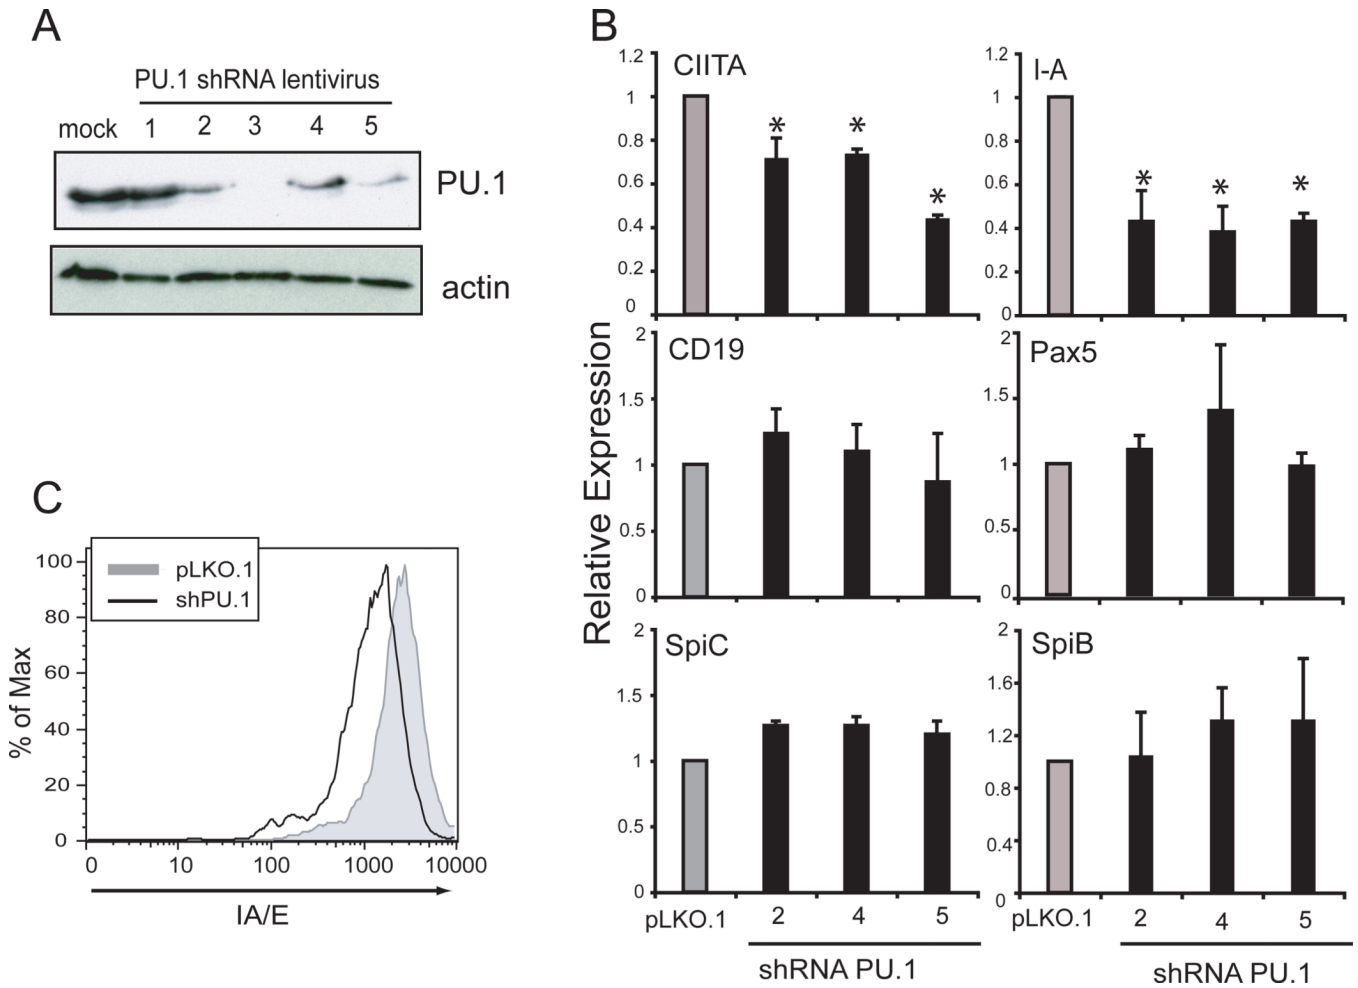 A
PU.1 shRNA lentivirus
mock 1 2 3 4 5
PU.1
actin
B
Relative Expression
CIITA
1.2
1
0.8
0.6
0.4
0.2
0
* * *
I-A
1.2
1
0.8
0.6
0.4
0.2
0
* * *
CD19
2
1.5
1
0.5
0
Pax5
2
1.5
1
0.5
0
SpiC
2
1.5
1
0.5
0
pLKO.1 2 4 5
shRNA PU.1
SpiB
2
1.6
1.2
0.8
0.4
0
pLKO.1 2 4 5
shRNA PU.1
C
pLKO.1
shPU.1
% of Max
100
80
60
40
20
0
0 10 100 1000 10000
IA/E